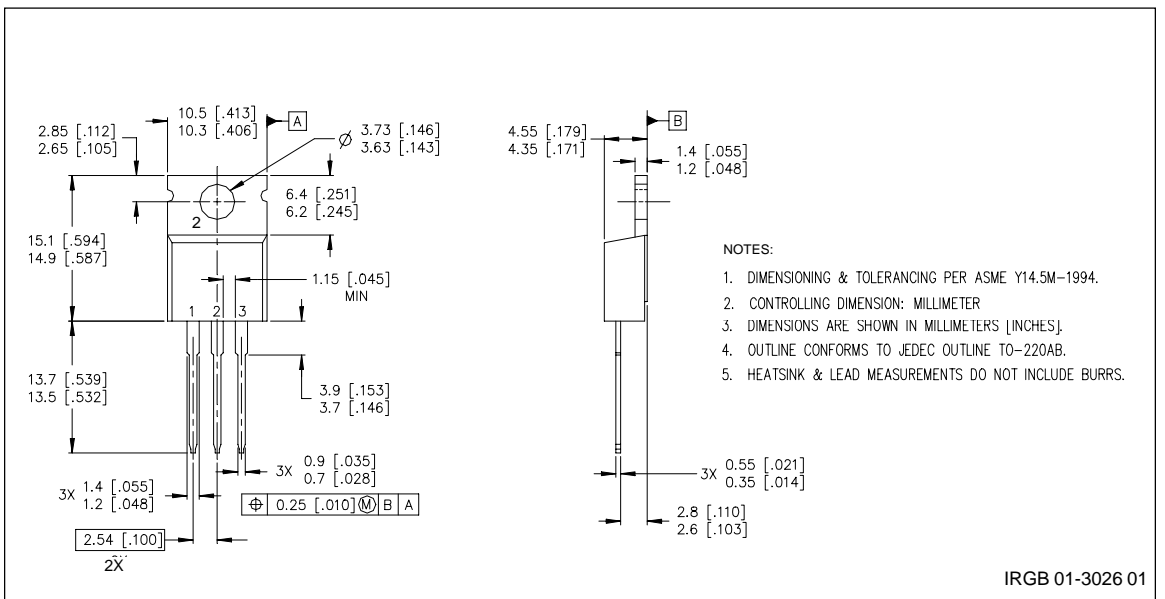 10.5 [.413]
10.3 [.406]
A
2.85 [.112]
2.65 [.105]
Ø 3.73 [.146]
3.63 [.143]
6.4 [.251]
6.2 [.245]
2
15.1 [.594]
14.9 [.587]
1.15 [.045]
MIN
1 2 3
13.7 [.539]
13.5 [.532]
3.9 [.153]
3.7 [.146]
3X 0.9 [.035]
0.7 [.028]
3X 1.4 [.055]
1.2 [.048]
⌖ 0.25 [.010] Ⓜ B A
2.54 [.100]
2X
4.55 [.179]
4.35 [.171]
B
1.4 [.055]
1.2 [.048]
3X 0.55 [.021]
0.35 [.014]
2.8 [.110]
2.6 [.103]
NOTES:
1. DIMENSIONING & TOLERANCING PER ASME Y14.5M-1994.
2. CONTROLLING DIMENSION: MILLIMETER
3. DIMENSIONS ARE SHOWN IN MILLIMETERS [INCHES].
4. OUTLINE CONFORMS TO JEDEC OUTLINE TO-220AB.
5. HEATSINK & LEAD MEASUREMENTS DO NOT INCLUDE BURRS.
IRGB 01-3026 01